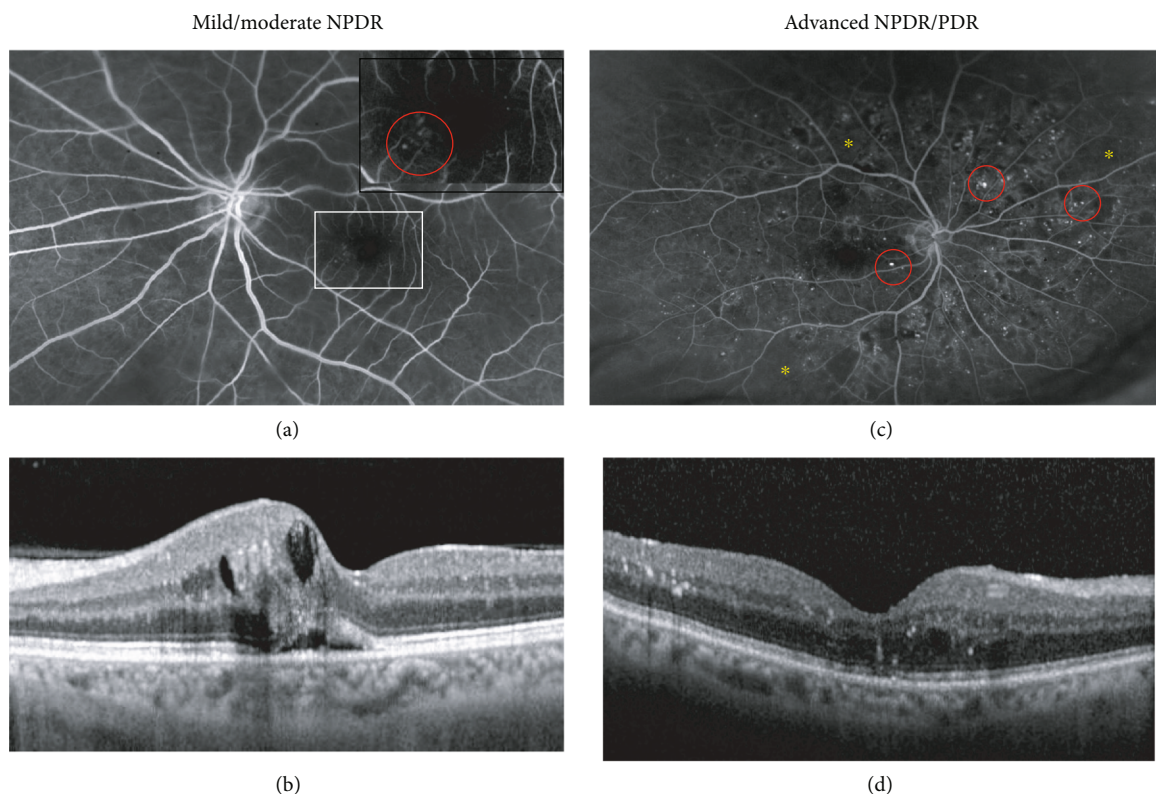 Mild/moderate NPDR
Advanced NPDR/PDR
*
*
*
(a)
(c)
(b)
(d)